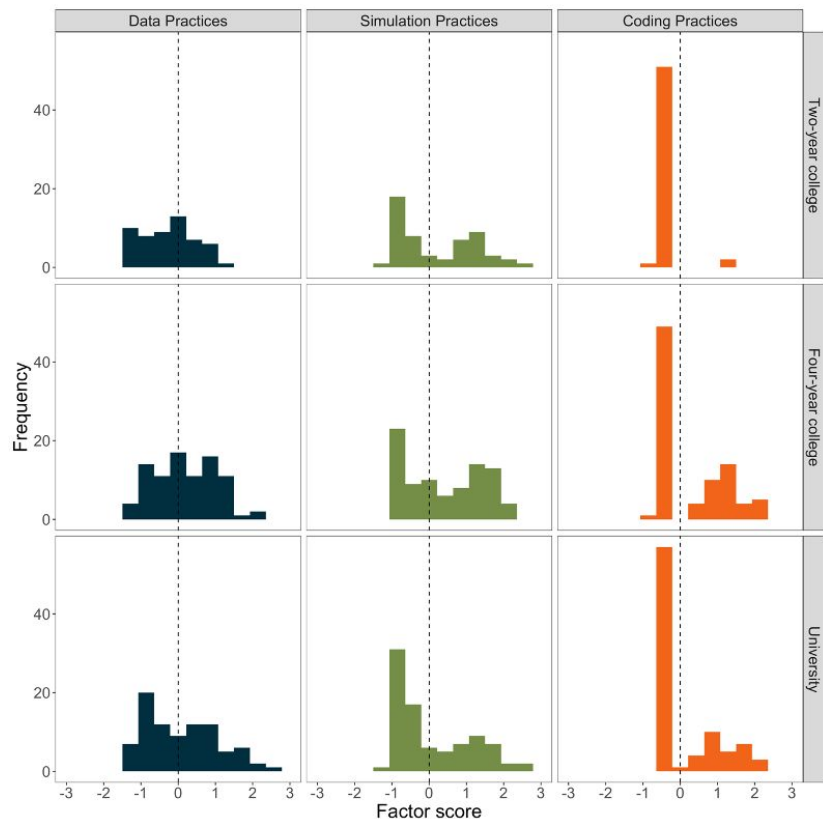 Data Practices
Simulation Practices
Coding Practices
Frequency
40
20
0
Two-year college
40
20
0
Four-year college
40
20
0
University
-3 -2 -1 0 1 2 3
-3 -2 -1 0 1 2 3
-3 -2 -1 0 1 2 3
Factor score